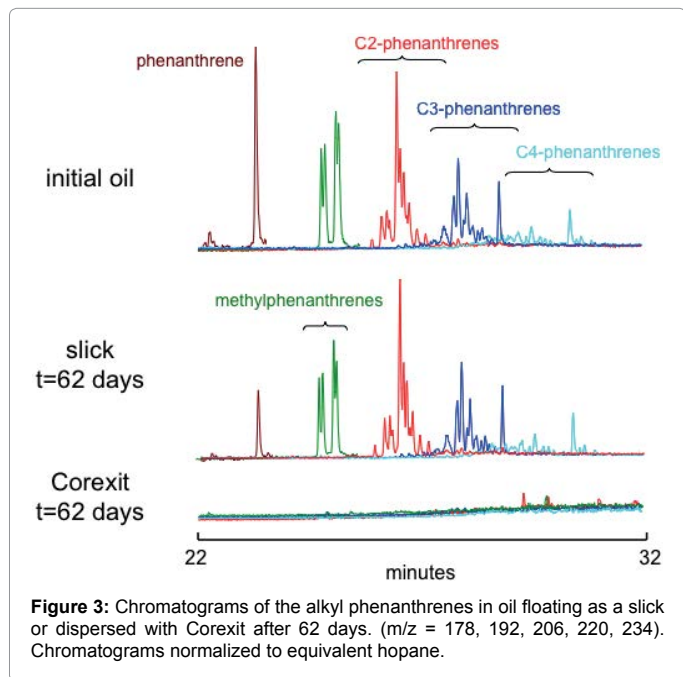 C2-phenanthrenes
phenanthrene
C3-phenanthrenes
C4-phenanthrenes
initial oil
methylphenanthrenes
slick
t=62 days
Corexit
t=62 days
22
32
minutes
Figure 3: Chromatograms of the alkyl phenanthrenes in oil floating as a slick
or dispersed with Corexit after 62 days. (m/z = 178, 192, 206, 220, 234).
Chromatograms normalized to equivalent hopane.